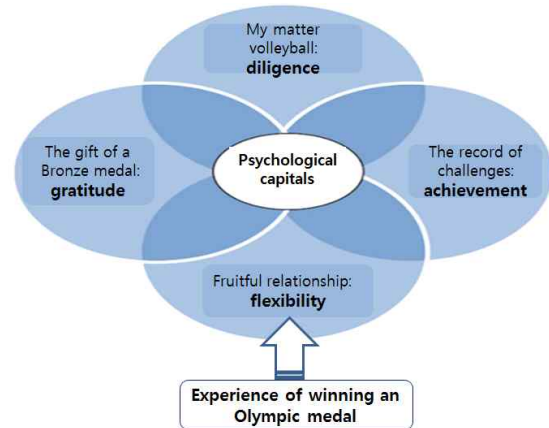 My matter
volleyball:
diligence
The gift of a
Bronze medal:
gratitude
Psychological
capitals
The record of
challenges:
achievement
Fruitful relationship:
flexibility
Experience of winning an
Olympic medal